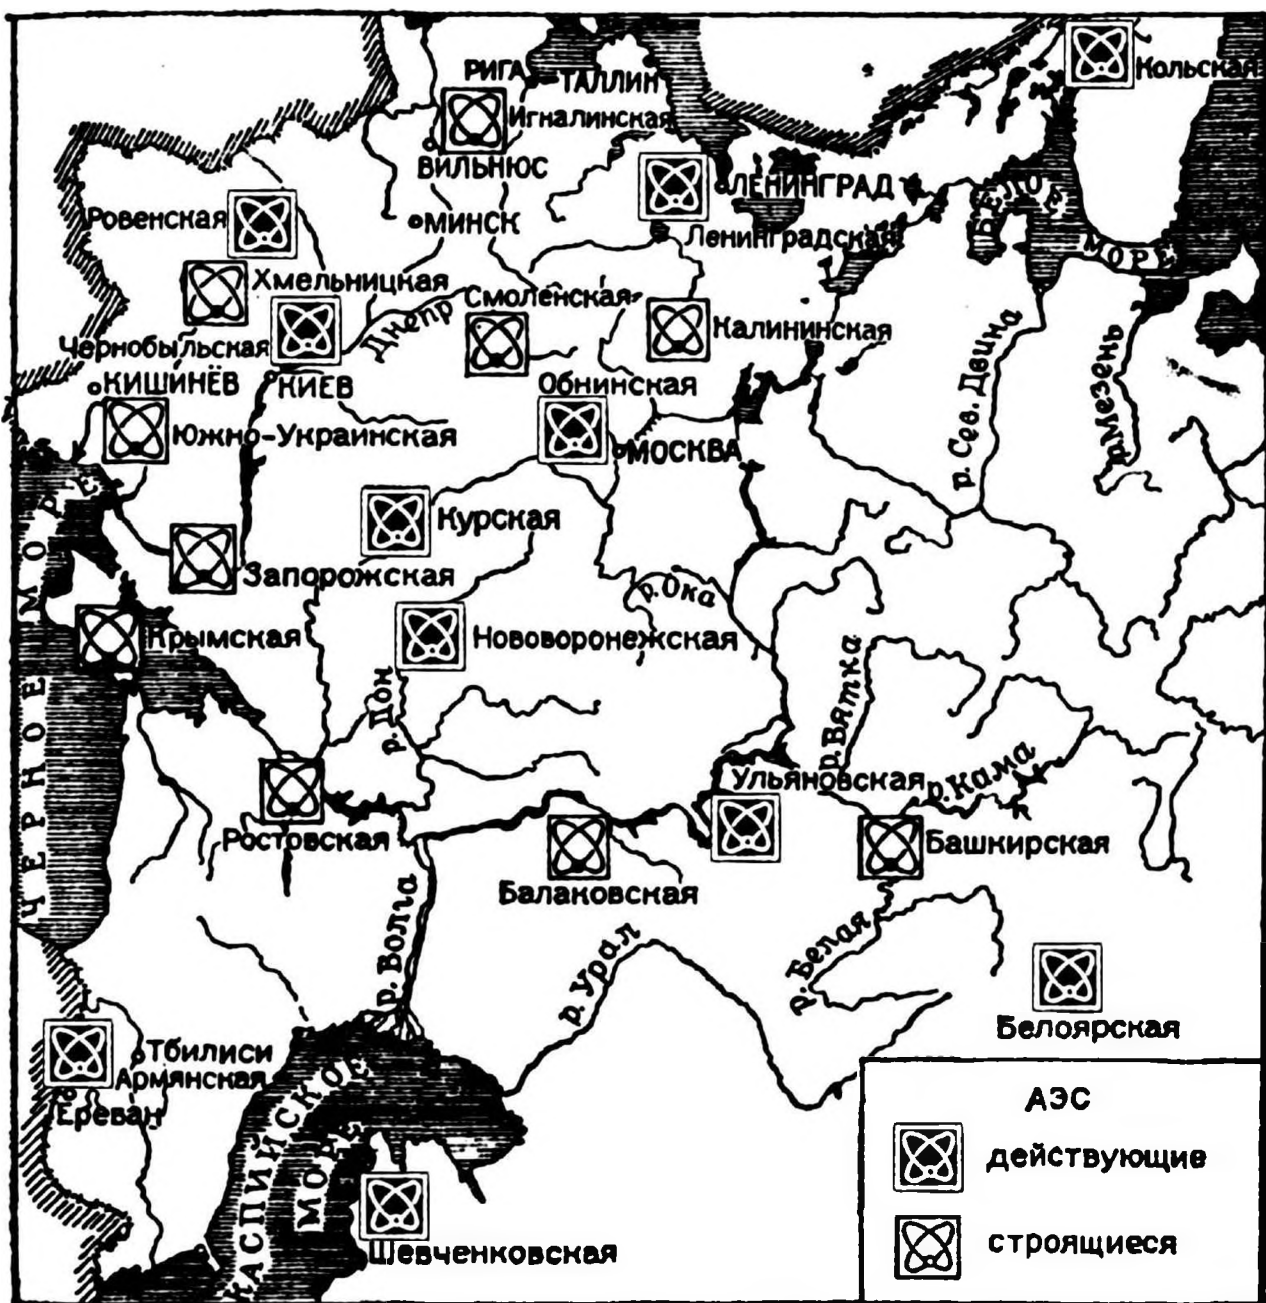 Кольская
РИГА
ТАЛЛИН
Игналинская
ВИЛЬНЮС
ЛЕНИНГРАД
Ленинградская
БЕЛОЕ МОРЕ
Ровенская
МИНСК
Хмельницкая
Смоленская
Днепр
Калининская
Чернобыльская
КИШИНЁВ
КИЕВ
Обнинская
р. Сев. Двина
р. Мезень
Южно-Украинская
МОСКВА
Курская
Запорожская
р. Ока
Крымская
Нововоронежская
ЧЕРНОЕ МОРЕ
р. Дон
р. Вятка
Ульяновская
р. Кама
Ростовская
Башкирская
Балаковская
р. Волга
р. Урал
р. Белая
Белоярская
Тбилиси
Армянская
Ереван
КАСПИЙСКОЕ
МОРЕ
Шевченковская
АЭС
действующие
строящиеся